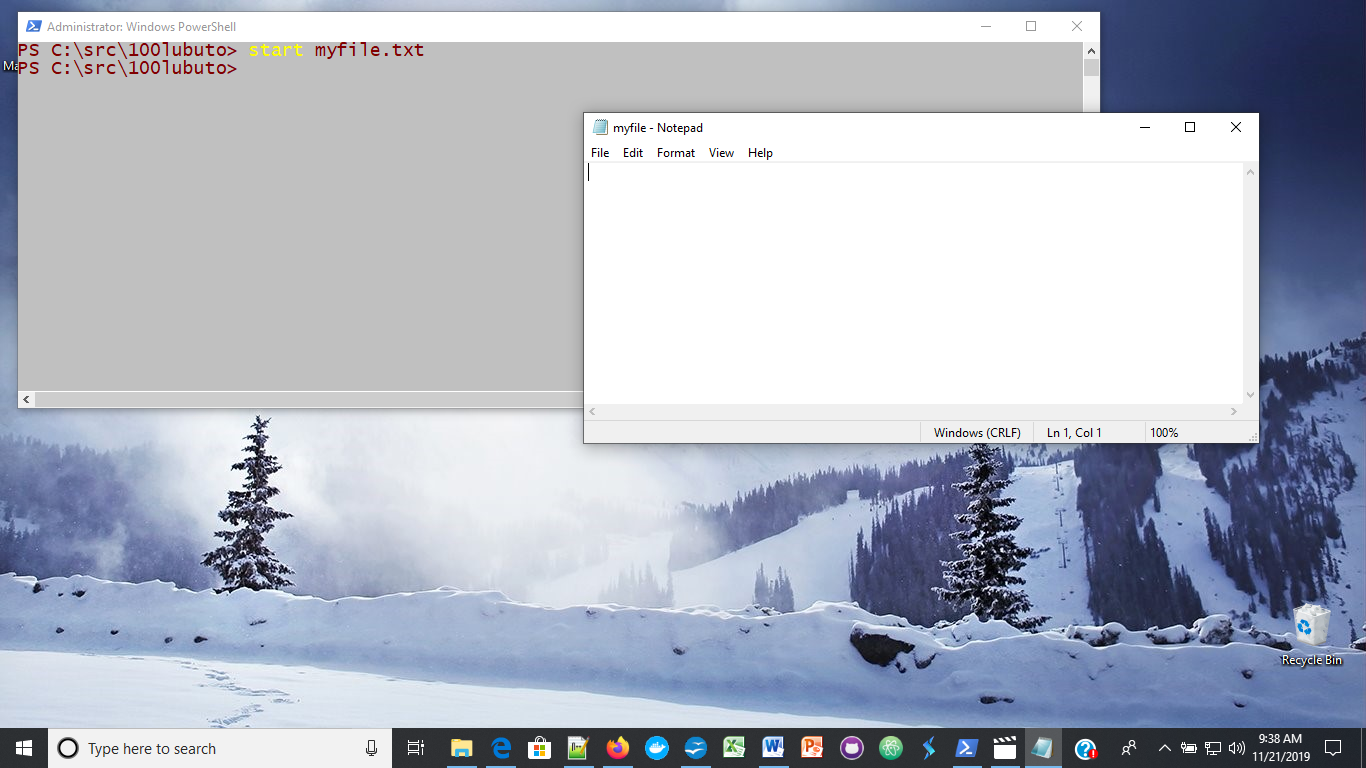 Administrator: Windows PowerShell
PS C:\src\100lubuto> start myfile.txt
PS C:\src\100lubuto>
Ma
myfile - Notepad
File Edit Format View Help
Windows (CRLF) Ln 1, Col 1 100%
Recycle Bin
Type here to search
9:38 AM
11/21/2019